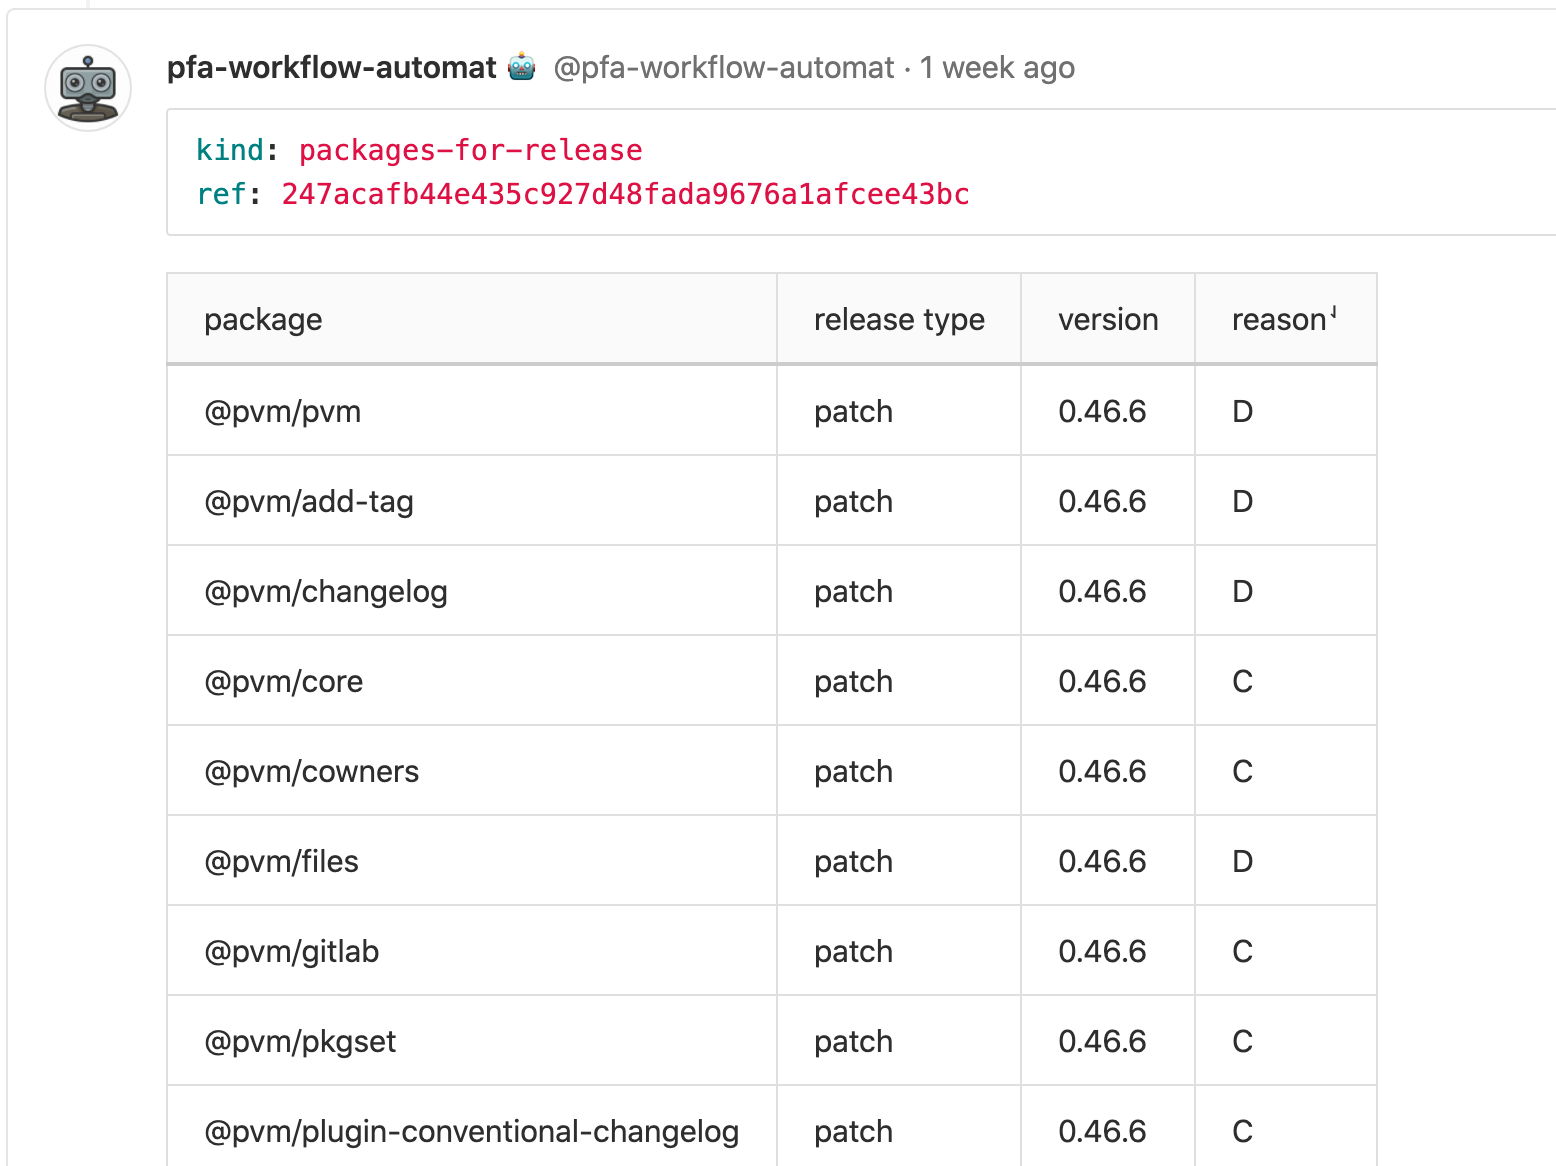 pfa-workflow-automat 🤖 @pfa-workflow-automat · 1 week ago
kind: packages-for-release
ref: 247acafb44e435c927d48fada9676a1afcee43bc
package release type version reason↲
@pvm/pvm patch 0.46.6 D
@pvm/add-tag patch 0.46.6 D
@pvm/changelog patch 0.46.6 D
@pvm/core patch 0.46.6 C
@pvm/cowners patch 0.46.6 C
@pvm/files patch 0.46.6 D
@pvm/gitlab patch 0.46.6 C
@pvm/pkgset patch 0.46.6 C
@pvm/plugin-conventional-changelog patch 0.46.6 C